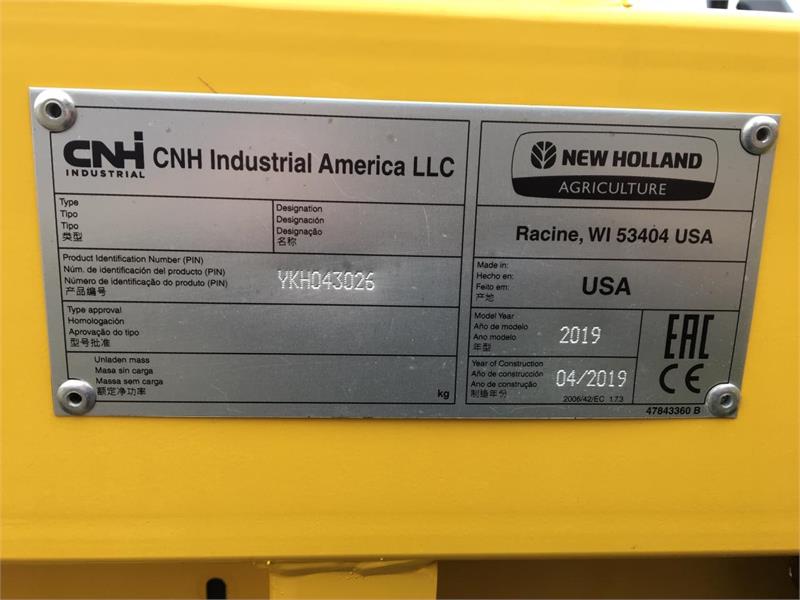 CNH
INDUSTRIAL
CNH Industrial America LLC
Type
Tipo
Tipo
类型
Designation
Designación
Designação
名称
Product Identification Number (PIN)
Núm. de identificación del producto (PIN)
Número de identificação do produto (PIN)
产品编号
YKH043026
Type approval
Homologación
Aprovação do tipo
型号批准
Unladen mass
Masa sin carga
Massa sem carga
额定净功率
kg
NEW HOLLAND
AGRICULTURE
Racine, WI 53404 USA
Made in:
Hecho en:
Feito em:
产地
USA
Model Year
Año de modelo
Ano modelo
年型
2019
Year of Construction
Año de construcción
Ano de construção
制造年份
04/2019
2006/42/EC 1.7.3
EAC
CE
47843360 B